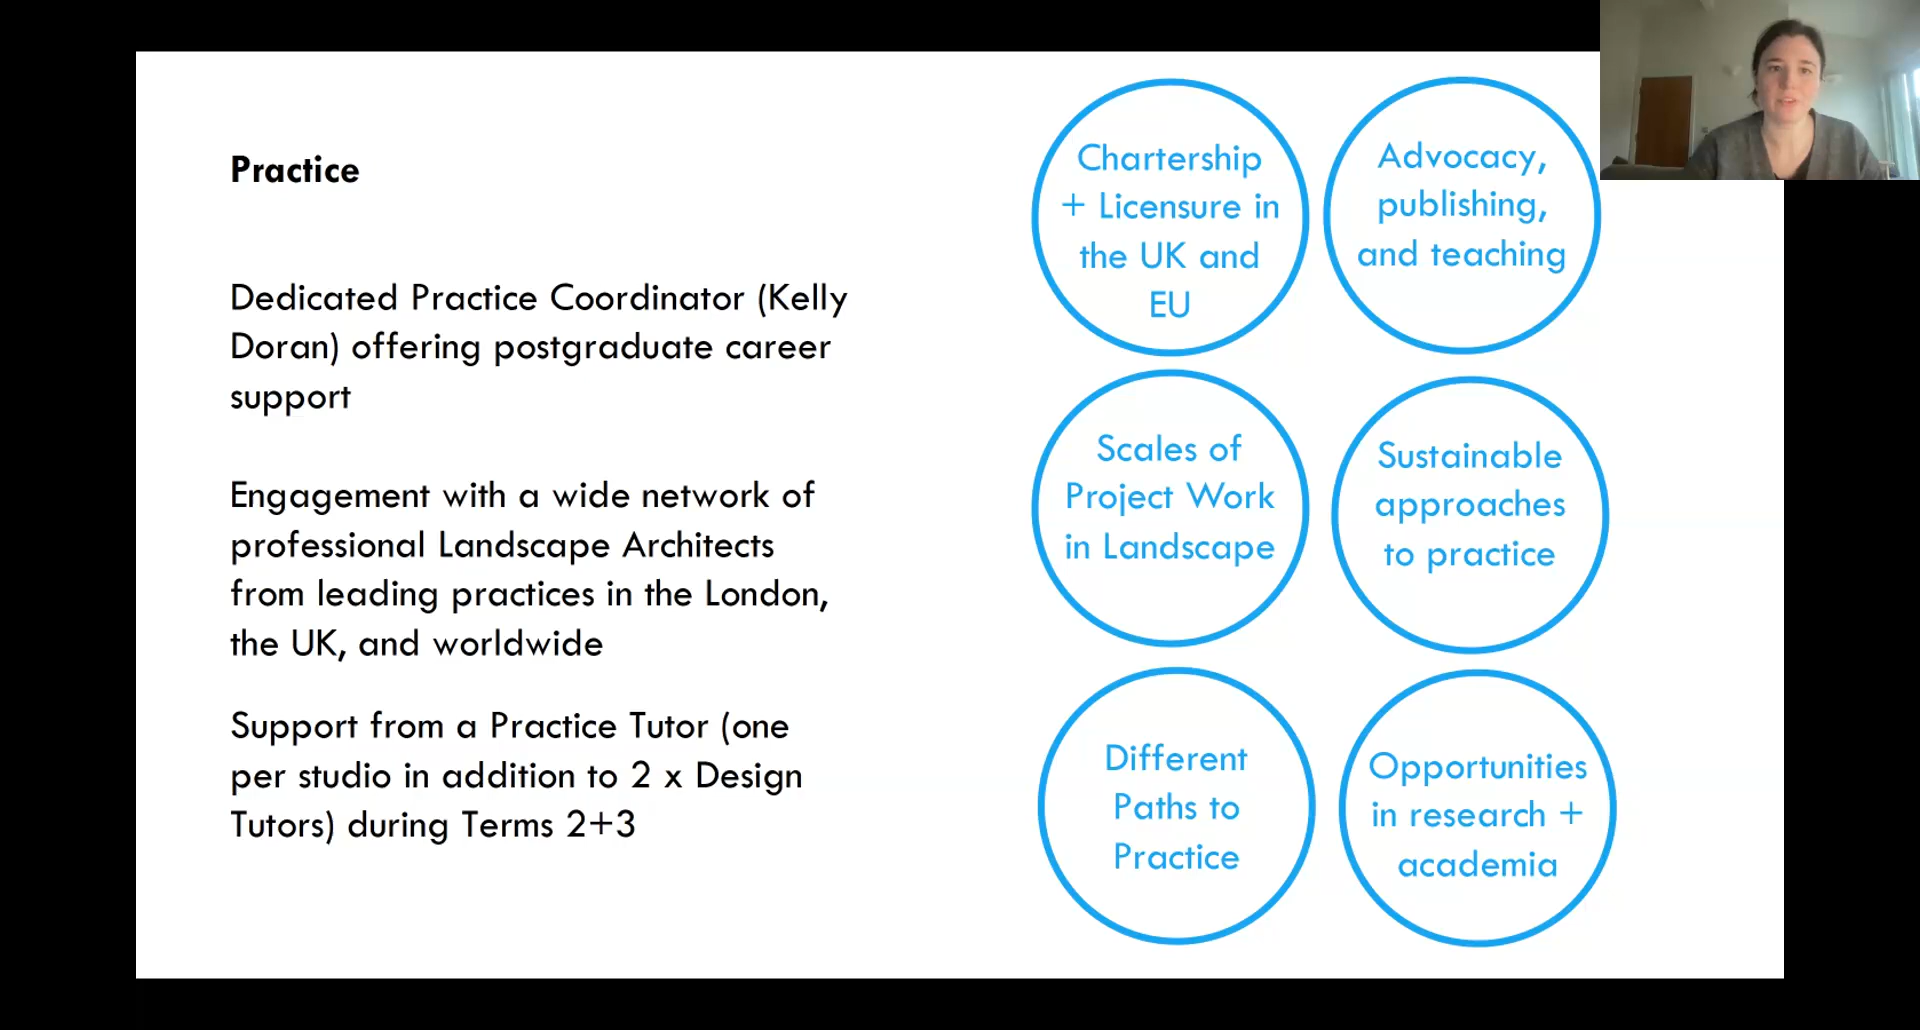 Practice
Dedicated Practice Coordinator (Kelly
Doran) offering postgraduate career
support
Engagement with a wide network of
professional Landscape Architects
from leading practices in the London,
the UK, and worldwide
Support from a Practice Tutor (one
per studio in addition to 2 x Design
Tutors) during Terms 2+3
Chartership
+ Licensure in
the UK and
EU
Advocacy,
publishing,
and teaching
Scales of
Project Work
in Landscape
Sustainable
approaches
to practice
Different
Paths to
Practice
Opportunities
in research +
academia